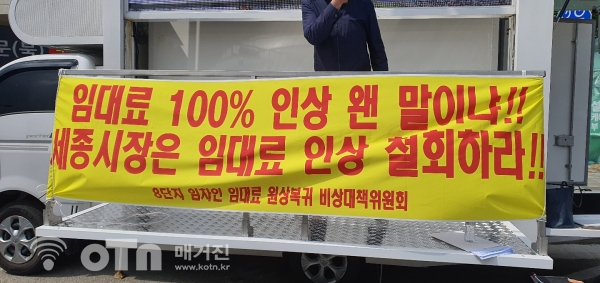 문(북)
임대료 100% 인상 왠 말이냐!!
세종시장은 임대료 인상 철회하라!!
8단지 임차인 임대료 원상복귀 비상대책위원회
OTN 매거진
www.kotn.kr